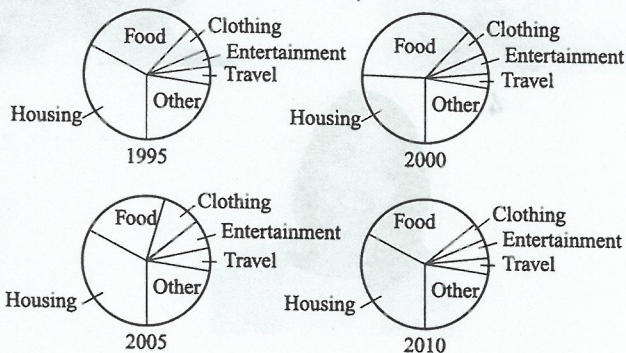 Food
Clothing
Entertainment
Travel
Other
Housing
1995
Food
Clothing
Entertainment
Travel
Other
Housing
2000
Food
Clothing
Entertainment
Travel
Other
Housing
2005
Food
Clothing
Entertainment
Travel
Other
Housing
2010